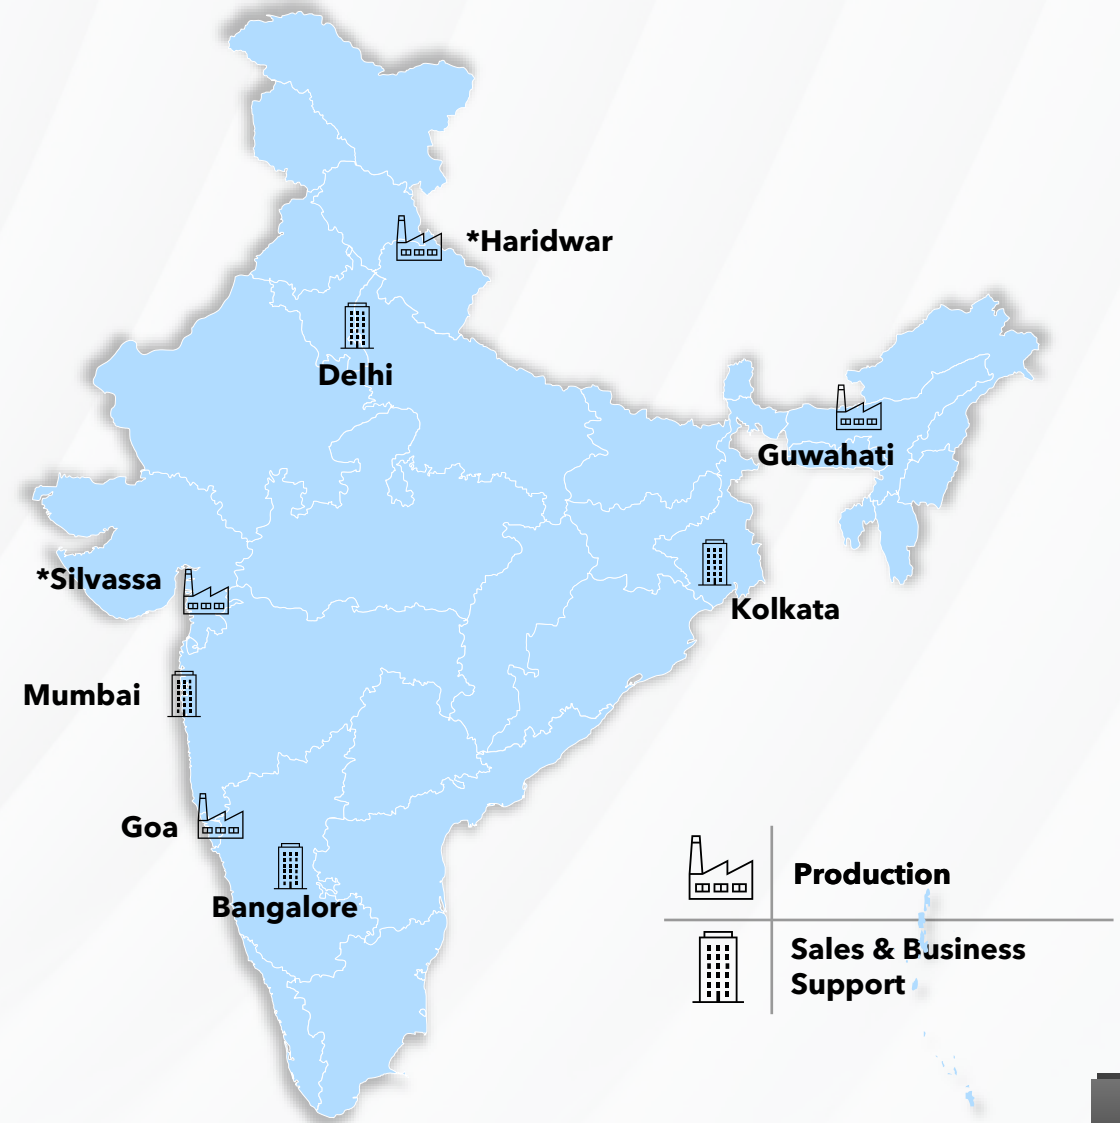 *Haridwar
Delhi
Guwahati
*Silvassa
Kolkata
Mumbai
Goa
Bangalore
Production
Sales & Business
Support